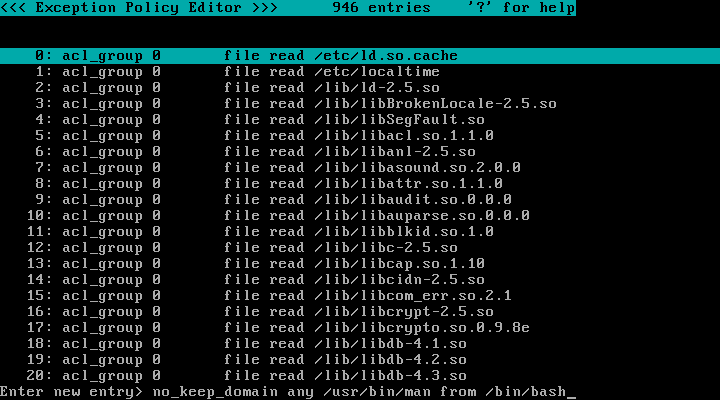 <<< Exception Policy Editor >>>      946 entries    '?' for help
0: acl_group 0       file read /etc/ld.so.cache
1: acl_group 0       file read /etc/localtime
2: acl_group 0       file read /lib/ld-2.5.so
3: acl_group 0       file read /lib/libBrokenLocale-2.5.so
4: acl_group 0       file read /lib/libSegFault.so
5: acl_group 0       file read /lib/libacl.so.1.1.0
6: acl_group 0       file read /lib/libanl-2.5.so
7: acl_group 0       file read /lib/libasound.so.2.0.0
8: acl_group 0       file read /lib/libattr.so.1.1.0
9: acl_group 0       file read /lib/libaudit.so.0.0.0
10: acl_group 0       file read /lib/libauparse.so.0.0.0
11: acl_group 0       file read /lib/libblkid.so.1.0
12: acl_group 0       file read /lib/libc-2.5.so
13: acl_group 0       file read /lib/libcap.so.1.10
14: acl_group 0       file read /lib/libcidn-2.5.so
15: acl_group 0       file read /lib/libcom_err.so.2.1
16: acl_group 0       file read /lib/libcrypt-2.5.so
17: acl_group 0       file read /lib/libcrypto.so.0.9.8e
18: acl_group 0       file read /lib/libdb-4.1.so
19: acl_group 0       file read /lib/libdb-4.2.so
20: acl_group 0       file read /lib/libdb-4.3.so
Enter new entry> no_keep_domain any /usr/bin/man from /bin/bash_